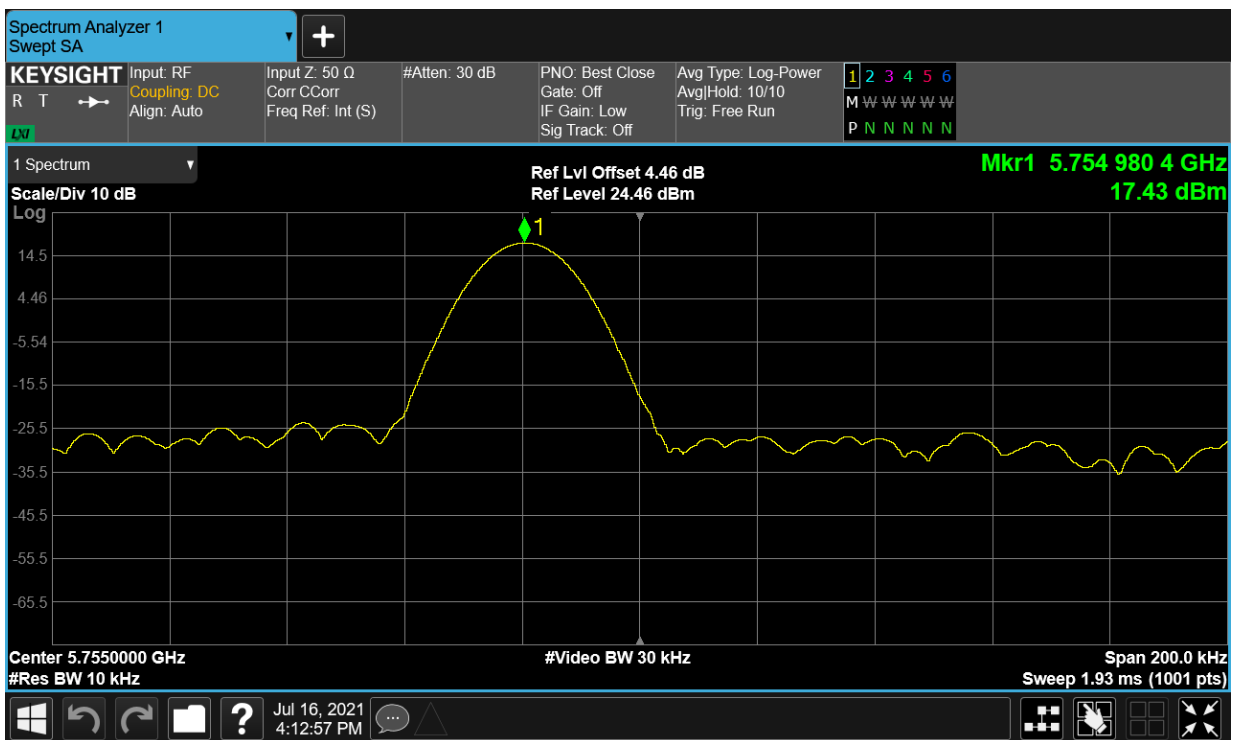 Spectrum Analyzer 1
Swept SA
+
KEYSIGHT
R T
LXI
Input: RF
Coupling: DC
Align: Auto
Input Z: 50 Ω
Corr CCorr
Freq Ref: Int (S)
#Atten: 30 dB
PNO: Best Close
Gate: Off
IF Gain: Low
Sig Track: Off
Avg Type: Log-Power
Avg|Hold: 10/10
Trig: Free Run
1 2 3 4 5 6
M W W W W W
P N N N N N
1 Spectrum
Scale/Div 10 dB
Log
Ref Lvl Offset 4.46 dB
Ref Level 24.46 dBm
Mkr1 5.754 980 4 GHz
17.43 dBm
1
14.5
4.46
-5.54
-15.5
-25.5
-35.5
-45.5
-55.5
-65.5
Center 5.7550000 GHz
#Res BW 10 kHz
#Video BW 30 kHz
Span 200.0 kHz
Sweep 1.93 ms (1001 pts)
?
Jul 16, 2021
4:12:57 PM